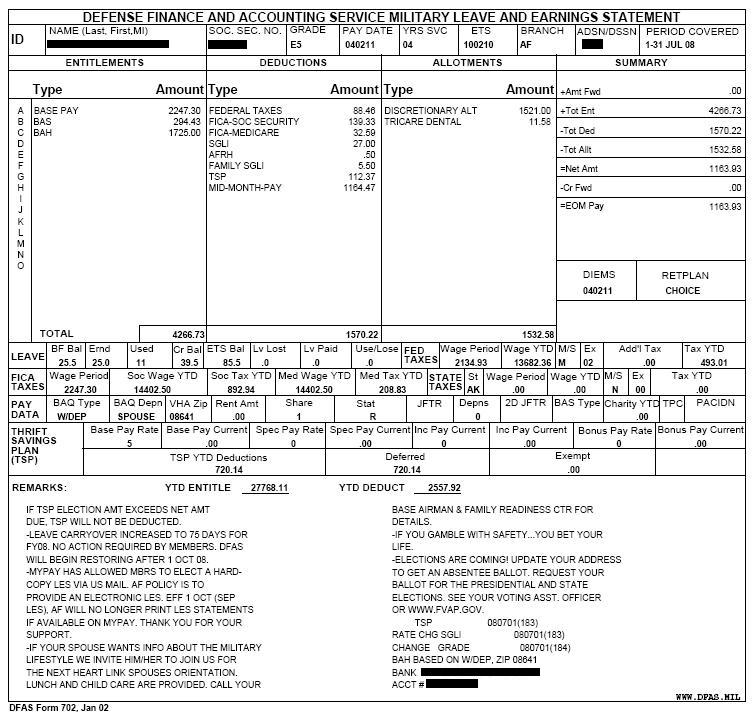 DEFENSE FINANCE AND ACCOUNTING SERVICE MILITARY LEAVE AND EARNINGS STATEMENT
ID NAME (Last, First,MI) SOC. SEC. NO. GRADE PAY DATE YRS SVC ETS BRANCH ADSN/DSSN PERIOD COVERED
E5 040211 04 100210 AF 1-31 JUL 08
ENTITLEMENTS DEDUCTIONS ALLOTMENTS SUMMARY
Type Amount Type Amount Type Amount +Amt Fwd .00
A BASE PAY 2247.30 FEDERAL TAXES 88.46 DISCRETIONARY ALT 1521.00 +Tot Ent 4266.73
B BAS 294.43 FICA-SOC SECURITY 139.33 TRICARE DENTAL 11.58
C BAH 1725.00 FICA-MEDICARE 32.59 -Tot Ded 1570.22
D SGLI 27.00
E AFRH .50 -Tot Allt 1532.58
F FAMILY SGLI 5.50
G TSP 112.37 =Net Amt 1163.93
H MID-MONTH-PAY 1164.47 -Cr Fwd .00
I
J =EOM Pay 1163.93
K
L
M
N
O
DIEMS RETPLAN
040211 CHOICE
TOTAL 4266.73 1570.22 1532.58
LEAVE BF Bal Ernd Used Cr Bal ETS Bal Lv Lost Lv Paid Use/Lose FED TAXES Wage Period Wage YTD M/S Ex Add'l Tax Tax YTD
25.5 25.0 11 39.5 85.5 .0 .0 .0 2134.93 13682.36 M 02 .00 493.01
FICA TAXES Wage Period Soc Wage YTD Soc Tax YTD Med Wage YTD Med Tax YTD STATE TAXES St Wage Period Wage YTD M/S Ex Tax YTD
2247.30 14402.50 892.94 14402.50 208.83 AK .00 .00 N 00 .00
PAY DATA BAQ Type BAQ Depn VHA Zip Rent Amt Share Stat JFTR Depns 2D JFTR BAS Type Charity YTD TPC PACIDN
W/DEP SPOUSE 08641 .00 1 R 0 .00
THRIFT SAVINGS PLAN (TSP) Base Pay Rate Base Pay Current Spec Pay Rate Spec Pay Current Inc Pay Current Inc Pay Current Bonus Pay Rate Bonus Pay Current
5 .00 0 .00 0 .00 0 .00
TSP YTD Deductions Deferred Exempt
720.14 720.14 .00
REMARKS: YTD ENTITLE 27768.11 YTD DEDUCT 2557.92
IF TSP ELECTION AMT EXCEEDS NET AMT
DUE, TSP WILL NOT BE DEDUCTED.
-LEAVE CARRYOVER INCREASED TO 75 DAYS FOR
FY08. NO ACTION REQUIRED BY MEMBERS. DFAS
WILL BEGIN RESTORING AFTER 1 OCT 08.
-MYPAY HAS ALLOWED MBRS TO ELECT A HARD-
COPY LES VIA US MAIL. AF POLICY IS TO
PROVIDE AN ELECTRONIC LES. EFF 1 OCT (SEP
LES), AF WILL NO LONGER PRINT LES STATEMENTS
IF AVAILABLE ON MYPAY. THANK YOU FOR YOUR
SUPPORT.
-IF YOUR SPOUSE WANTS INFO ABOUT THE MILITARY
LIFESTYLE WE INVITE HIM/HER TO JOIN US FOR
THE NEXT HEART LINK SPOUSES ORIENTATION.
LUNCH AND CHILD CARE ARE PROVIDED. CALL YOUR
BASE AIRMAN & FAMILY READINESS CTR FOR
DETAILS.
-IF YOU GAMBLE WITH SAFETY...YOU BET YOUR
LIFE.
-ELECTIONS ARE COMING! UPDATE YOUR ADDRESS
TO GET AN ABSENTEE BALLOT. REQUEST YOUR
BALLOT FOR THE PRESIDENTIAL AND STATE
ELECTIONS. SEE YOUR VOTING ASST. OFFICER
OR WWW.FVAP.GOV.
TSP 080701(183)
RATE CHG SGLI 080701(183)
CHANGE GRADE 080701(184)
BAH BASED ON W/DEP, ZIP 08641
BANK
ACCT #
WWW.DFAS.MIL
DFAS Form 702, Jan 02